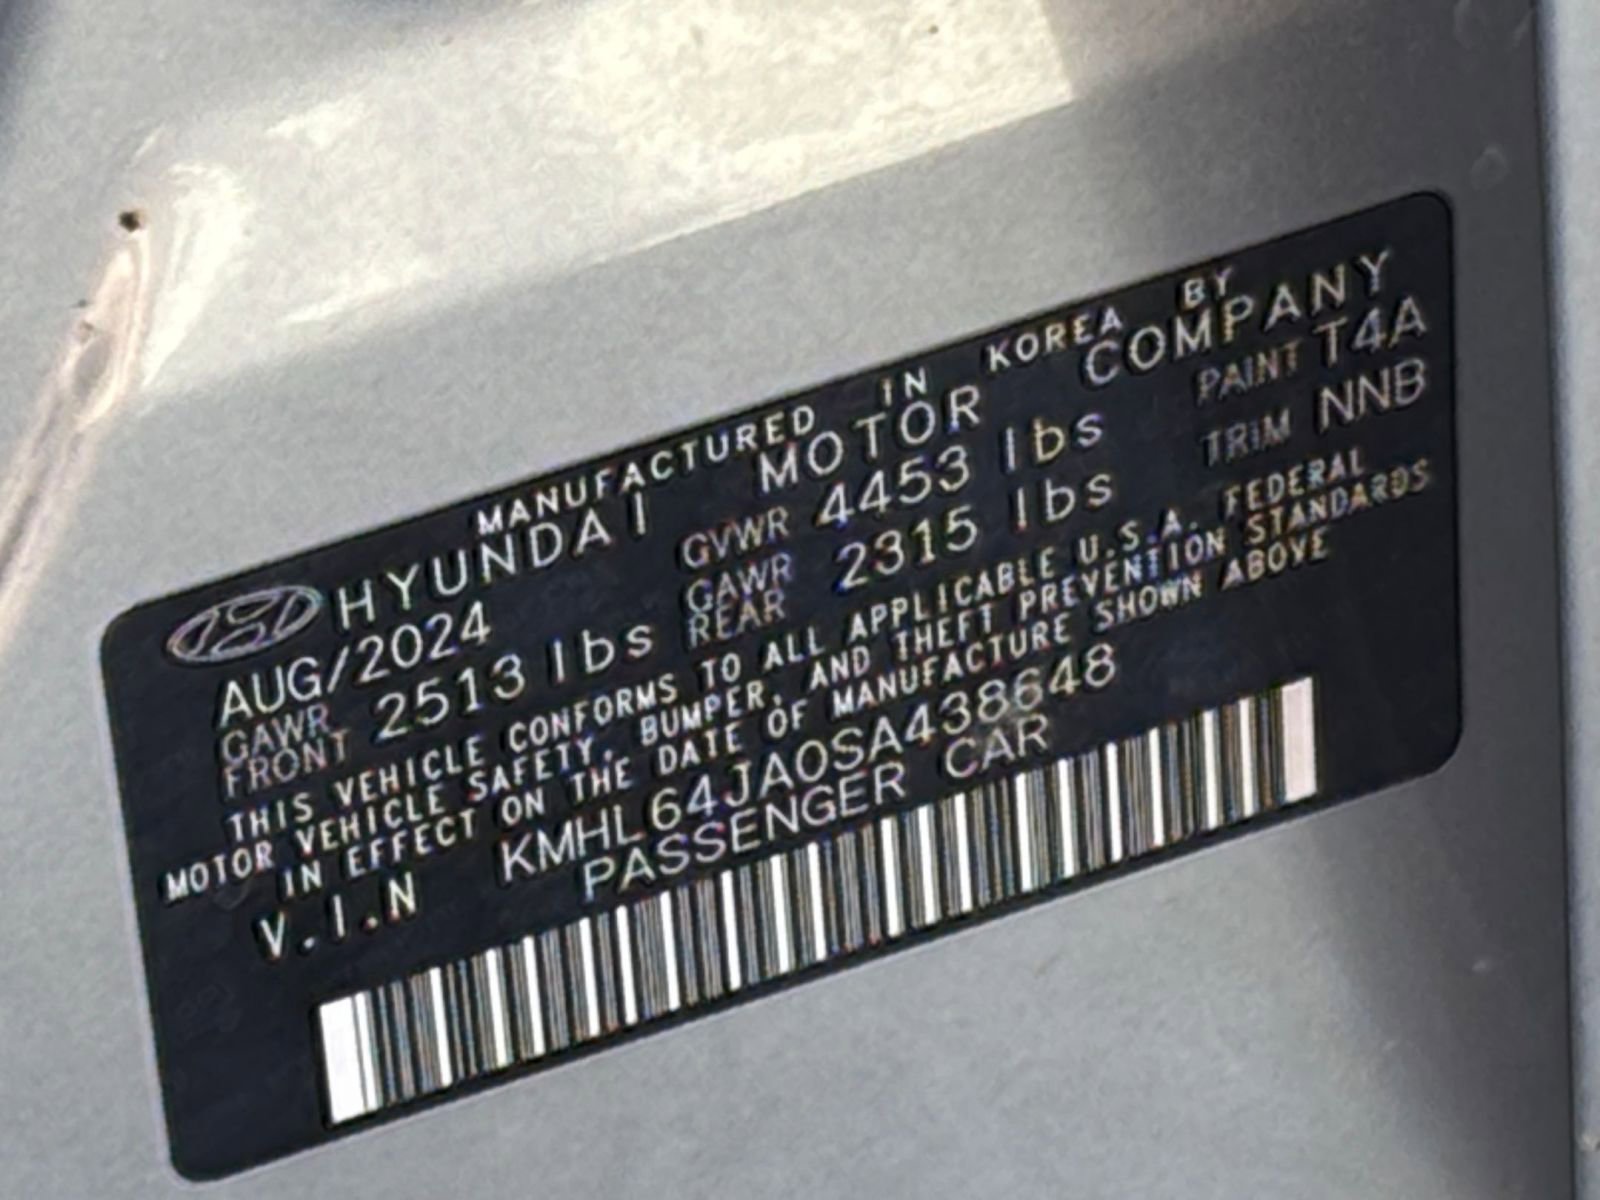 MANUFACTURED IN KOREA BY
HYUNDAI MOTOR COMPANY
AUG/2024 GVWR 4453 lbs PAINT T4A
GAWR FRONT 2513 lbs GAWR REAR 2315 lbs TRIM NNB
THIS VEHICLE CONFORMS TO ALL APPLICABLE U.S.A. FEDERAL
MOTOR VEHICLE SAFETY, BUMPER, AND THEFT PREVENTION STANDARDS
IN EFFECT ON THE DATE OF MANUFACTURE SHOWN ABOVE
V.I.N KMHL64JA0SA438648
PASSENGER CAR